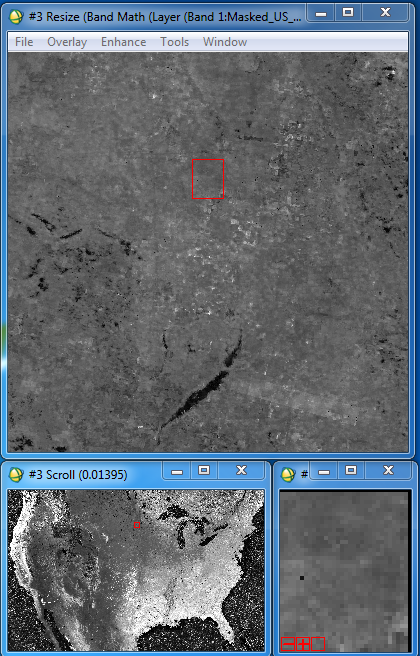 #3 Resize (Band Math (Layer (Band 1:Masked_US_...
File Overlay Enhance Tools Window
#3 Scroll (0.01395)
#